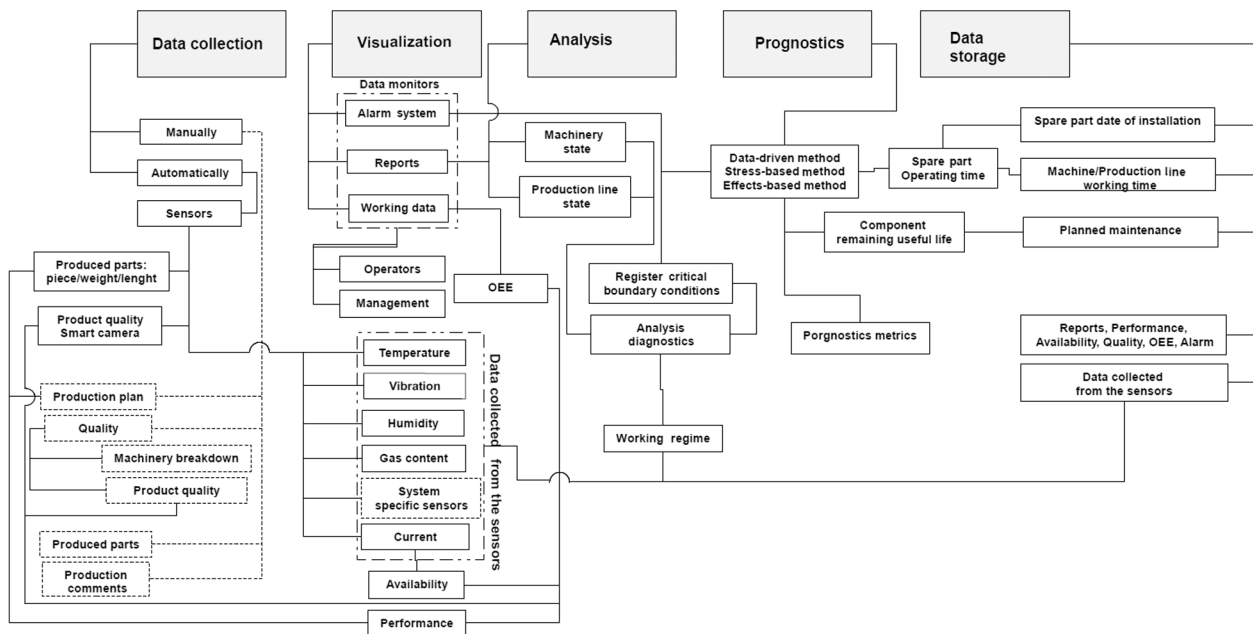 Data collection
Visualization
Analysis
Prognostics
Data
storage
Data monitors
Alarm system
Reports
Working data
Manually
Automatically
Sensors
Produced parts:
piece/weight/lenght
Product quality
Smart camera
Production plan
Quality
Machinery breakdown
Product quality
Produced parts
Production
comments
Operators
Management
OEE
Temperature
Vibration
Humidity
Gas content
System
specific sensors
Current
Data collected from the sensors
Availability
Performance
Machinery
state
Production line
state
Register critical
boundary conditions
Analysis
diagnostics
Working regime
Data-driven method
Stress-based method
Effects-based method
Spare part
Operating time
Component
remaining useful life
Porgnostics metrics
Spare part date of installation
Machine/Production line
working time
Planned maintenance
Reports, Performance,
Availability, Quality, OEE, Alarm
Data collected
from the sensors